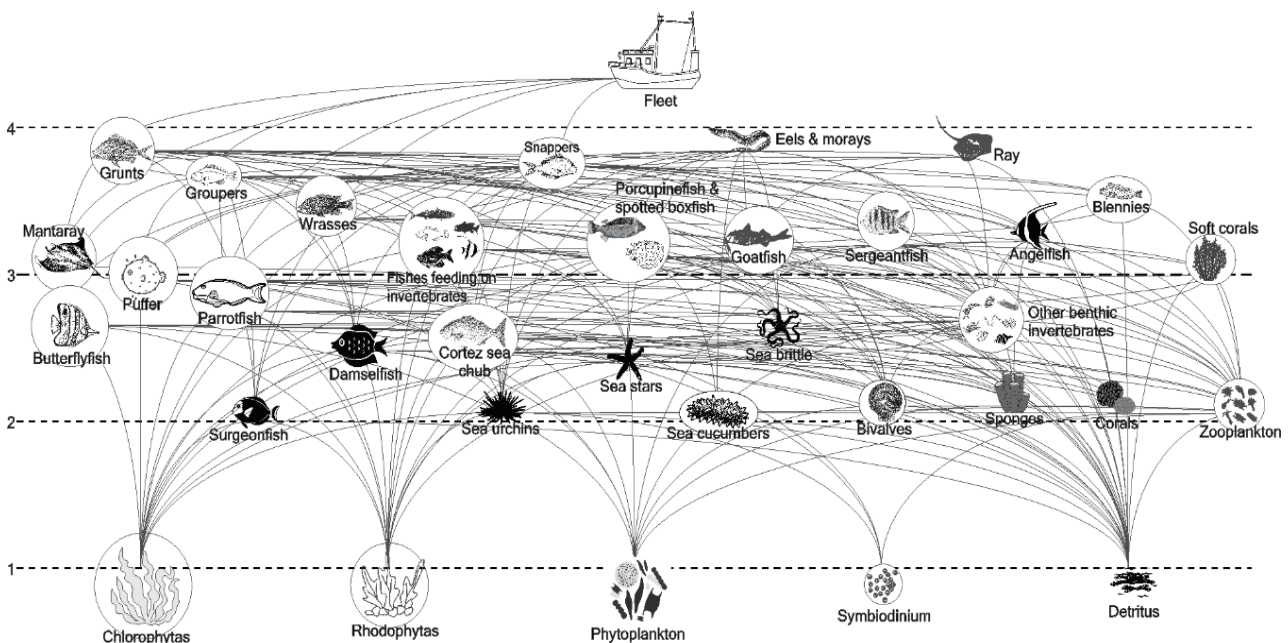 Fleet
4
Snappers
Eels & morays
Ray
Grunts
Groupers
Porcupinefish &
spotted boxfish
Blennies
Wrasses
Mantaray
Soft corals
Goatfish
Sergeantfish
Angelfish
3
Puffer
Fishes feeding on
invertebrates
Parrotfish
Other benthic
invertebrates
Butterflyfish
Damselfish
Cortez sea
chub
Sea brittle
Sea stars
2
Surgeonfish
Sea urchins
Sea cucumbers
Bivalves
Sponges
Corals
Zooplankton
1
Chlorophytas
Rhodophytas
Phytoplankton
Symbiodinium
Detritus